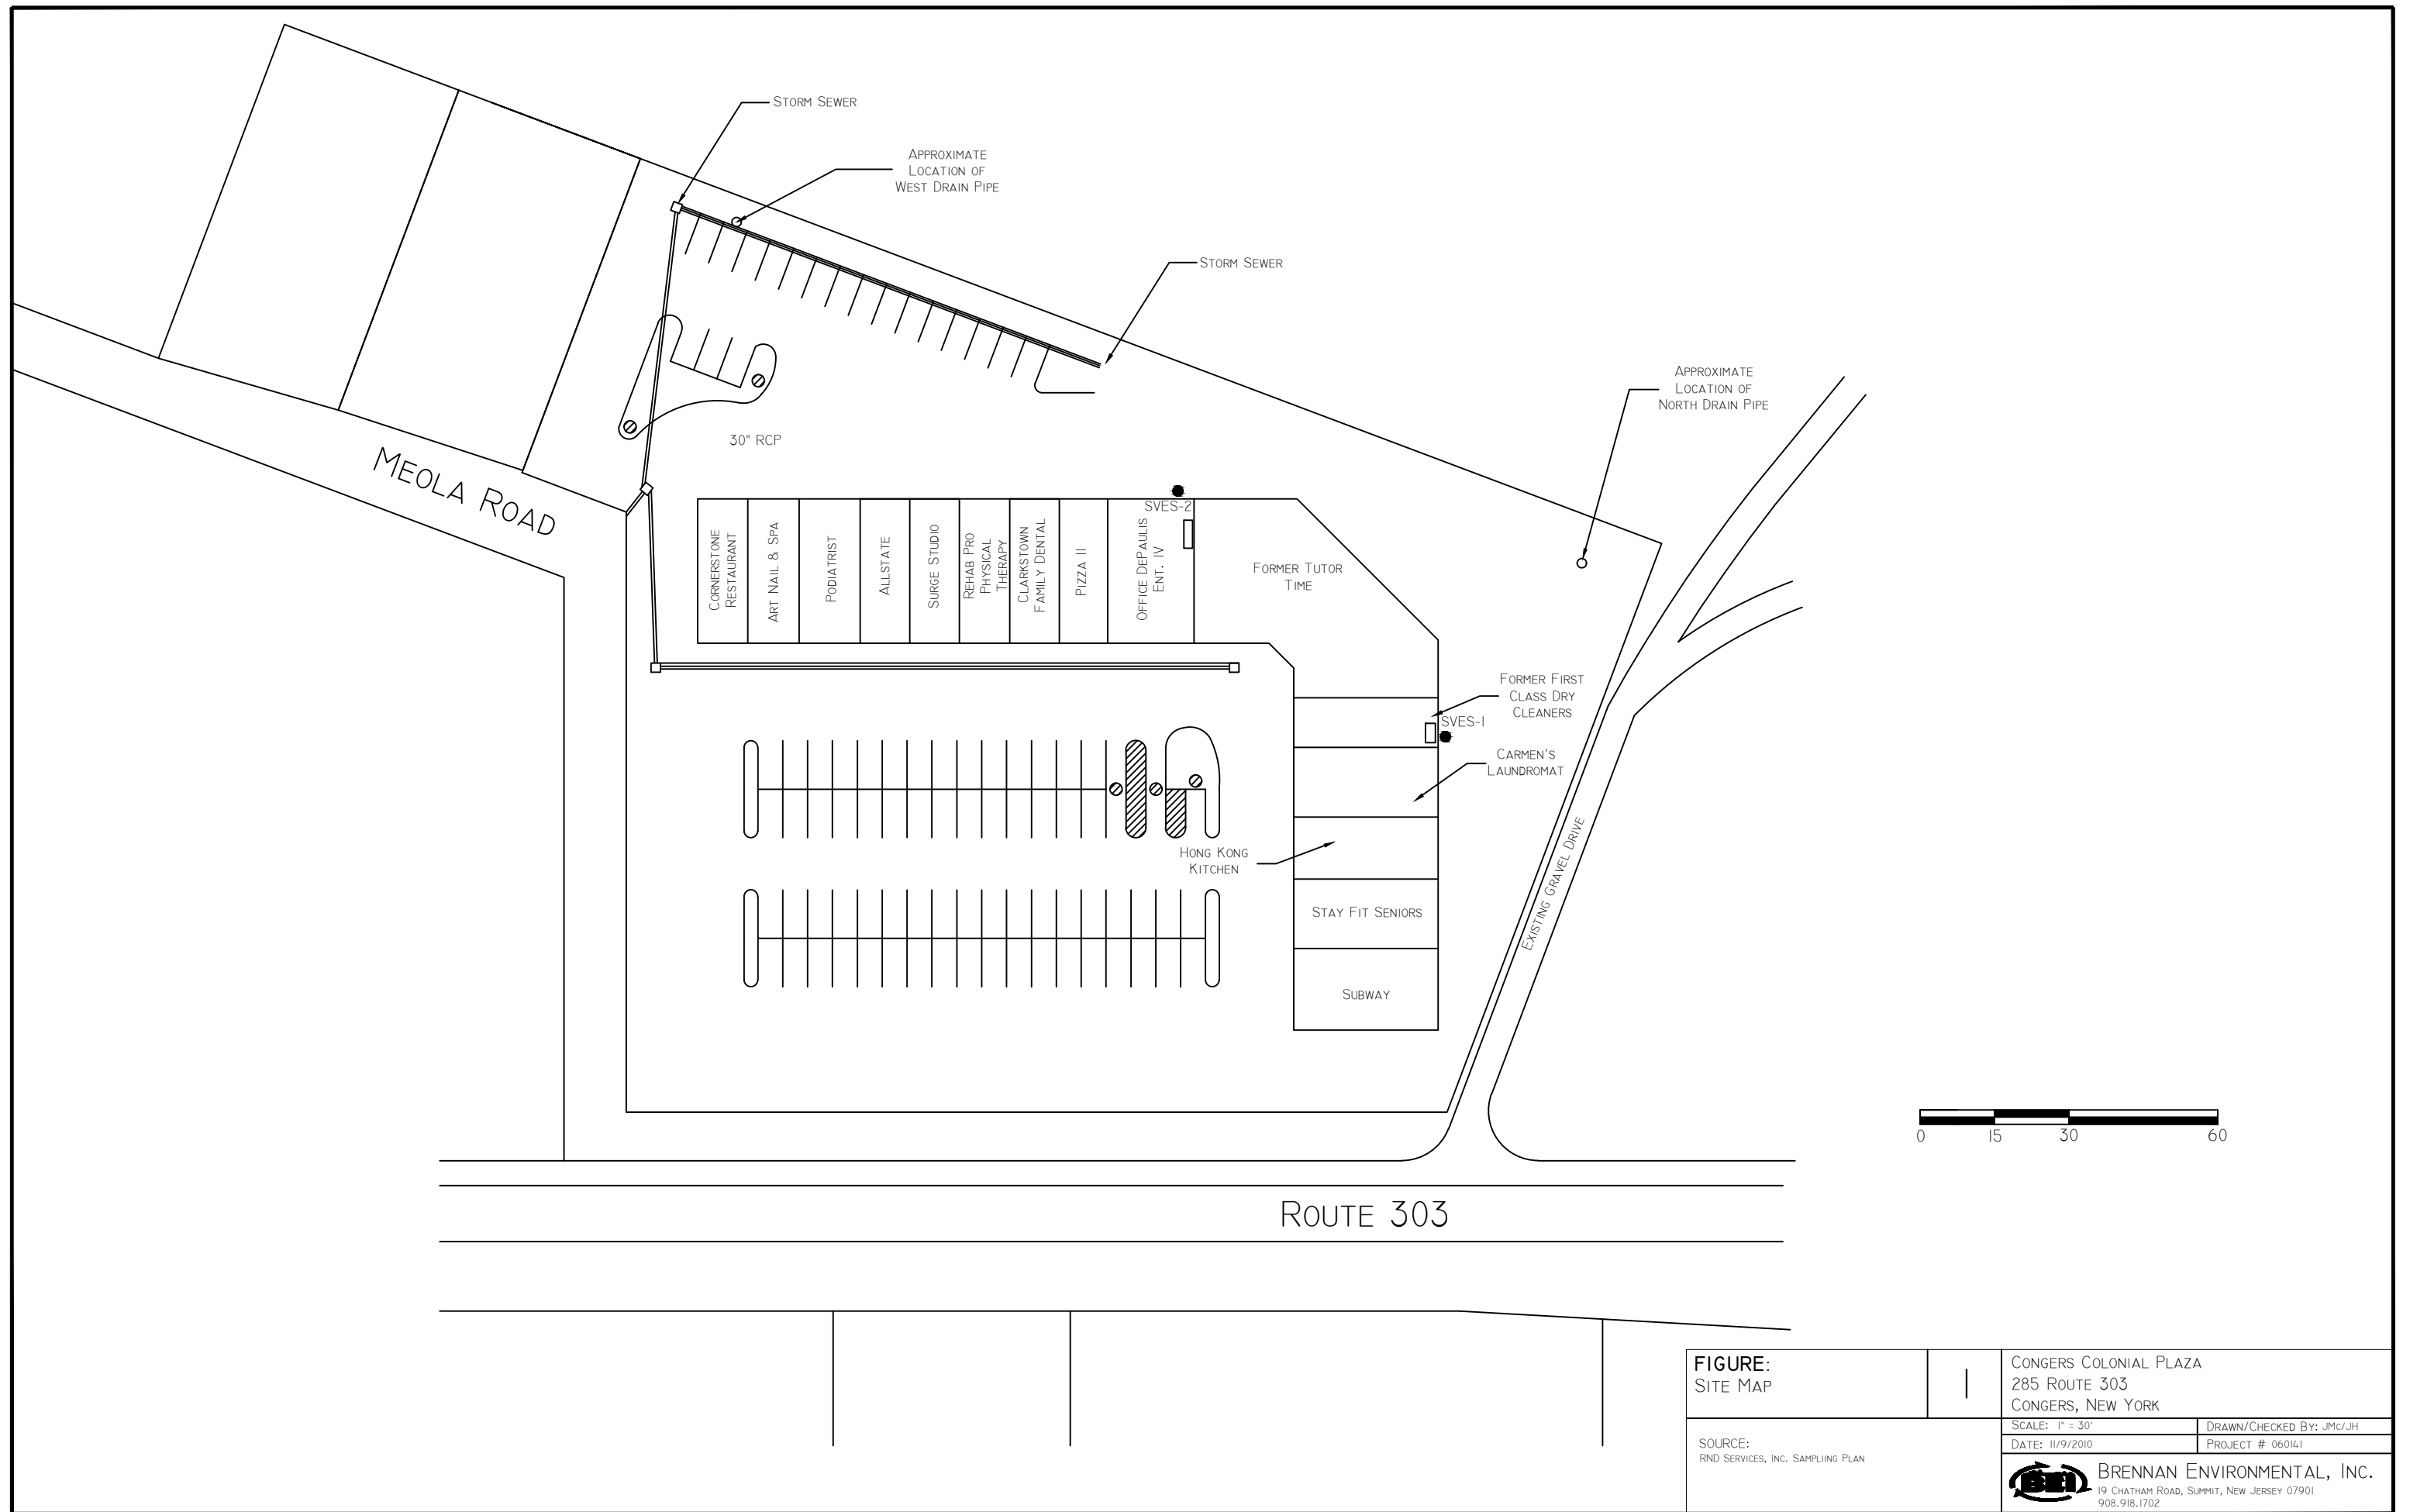 STORM SEWER
APPROXIMATE
LOCATION OF
WEST DRAIN PIPE
STORM SEWER
APPROXIMATE
LOCATION OF
NORTH DRAIN PIPE
30" RCP
MEOLA ROAD
SVES-2
CORNERSTONE
RESTAURANT
ART NAIL & SPA
PODIATRIST
ALLSTATE
SURGE STUDIO
REHAB PRO
PHYSICAL
THERAPY
CLARKSTOWN
FAMILY DENTAL
PIZZA II
OFFICE DEPAULIS
ENT. IV
FORMER TUTOR
TIME
FORMER FIRST
CLASS DRY
CLEANERS
SVES-1
CARMEN'S
LAUNDROMAT
HONG KONG
KITCHEN
STAY FIT SENIORS
SUBWAY
EXISTING GRAVEL DRIVE
0 15 30 60
ROUTE 303
FIGURE:
SITE MAP
1
CONGERS COLONIAL PLAZA
285 ROUTE 303
CONGERS, NEW YORK
SCALE: 1" = 30'
DRAWN/CHECKED BY: JMC/JH
DATE: 11/9/2010
PROJECT # 060141
SOURCE:
RND SERVICES, INC. SAMPLIING PLAN
BEI
BRENNAN ENVIRONMENTAL, INC.
19 CHATHAM ROAD, SUMMIT, NEW JERSEY 07901
908.918.1702